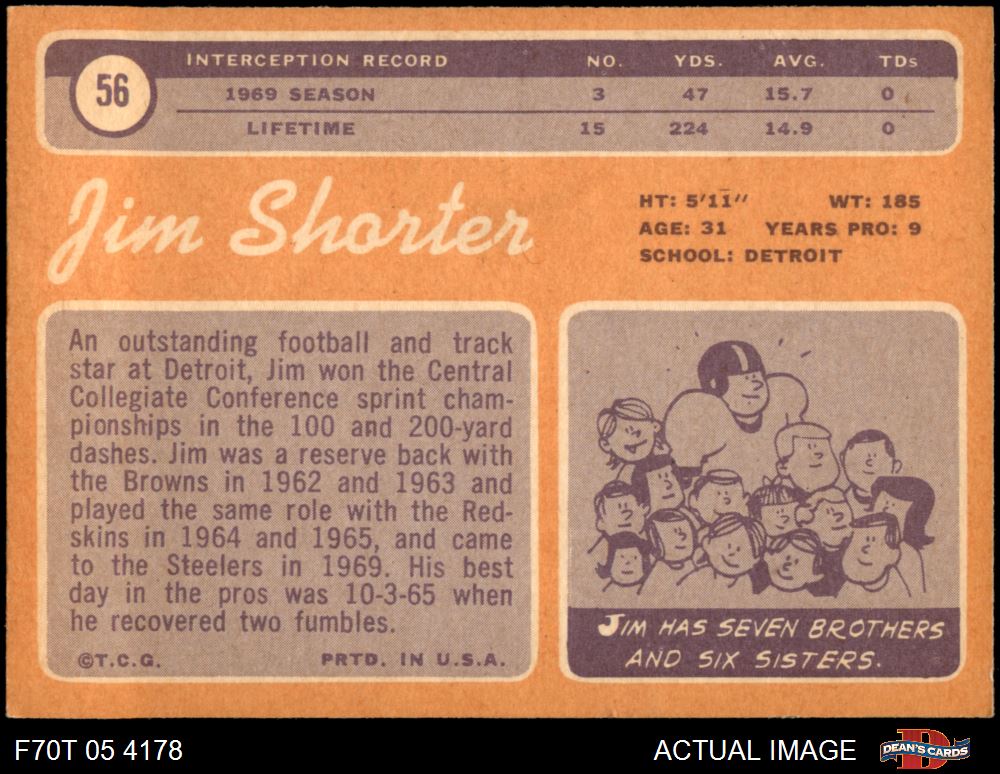 56
INTERCEPTION RECORD NO. YDS. AVG. TDs
1969 SEASON 3 47 15.7 0
LIFETIME 15 224 14.9 0
Jim Shorter
HT: 5'11" WT: 185
AGE: 31 YEARS PRO: 9
SCHOOL: DETROIT
An outstanding football and track
star at Detroit, Jim won the Central
Collegiate Conference sprint cham-
pionships in the 100 and 200-yard
dashes. Jim was a reserve back with
the Browns in 1962 and 1963 and
played the same role with the Red-
skins in 1964 and 1965, and came
to the Steelers in 1969. His best
day in the pros was 10-3-65 when
he recovered two fumbles.
©T.C.G. PRTD. IN U.S.A.
JIM HAS SEVEN BROTHERS
AND SIX SISTERS.
F70T 05 4178 ACTUAL IMAGE D DEAN'S CARDS